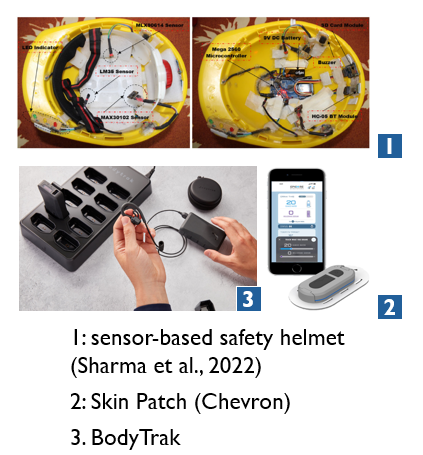 MLX90614 Sensor
LED Indicator
LM35 Sensor
MAX30102 Sensor
9V DC Battery
SD Card Module
Mega 2560
Microcontroller
Buzzer
HC-05 BT Module
1
3
2
1: sensor-based safety helmet
(Sharma et al., 2022)
2: Skin Patch (Chevron)
3. BodyTrak